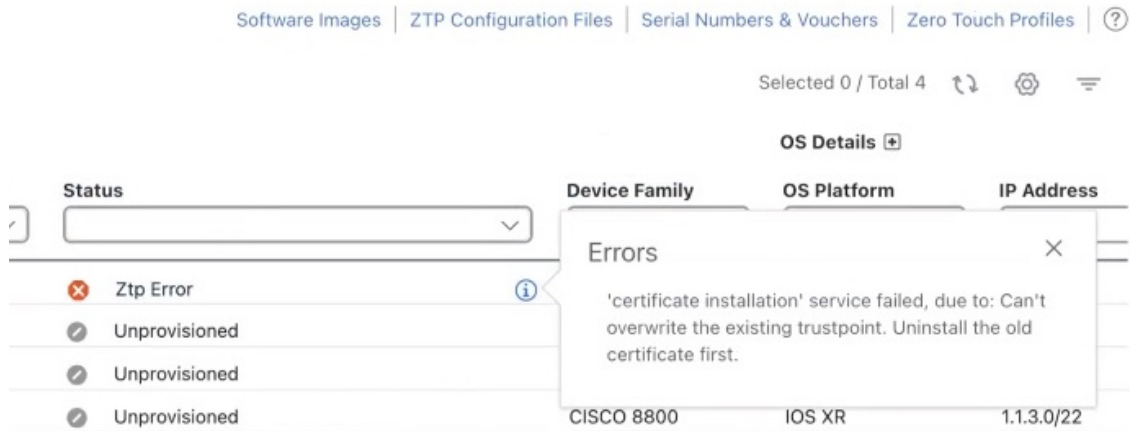 Software Images | ZTP Configuration Files | Serial Numbers & Vouchers | Zero Touch Profiles | ?
Selected 0 / Total 4
OS Details +
Status Device Family OS Platform IP Address
Errors
Ztp Error
'certificate installation' service failed, due to: Can't
overwrite the existing trustpoint. Uninstall the old
certificate first.
Unprovisioned
Unprovisioned
Unprovisioned CISCO 8800 IOS XR 1.1.3.0/22